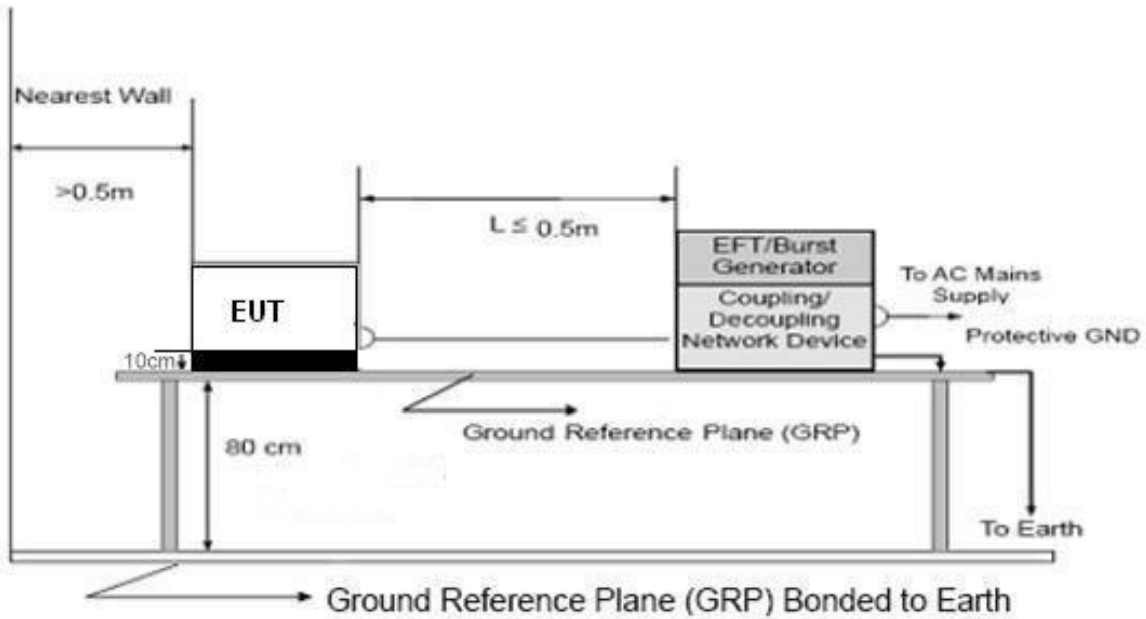 Nearest Wall
>0.5m
L ≤ 0.5m
EFT/Burst
Generator
To AC Mains
Supply
EUT
Coupling/
Decoupling
Network Device
Protective GND
10cm
Ground Reference Plane (GRP)
80 cm
To Earth
Ground Reference Plane (GRP) Bonded to Earth